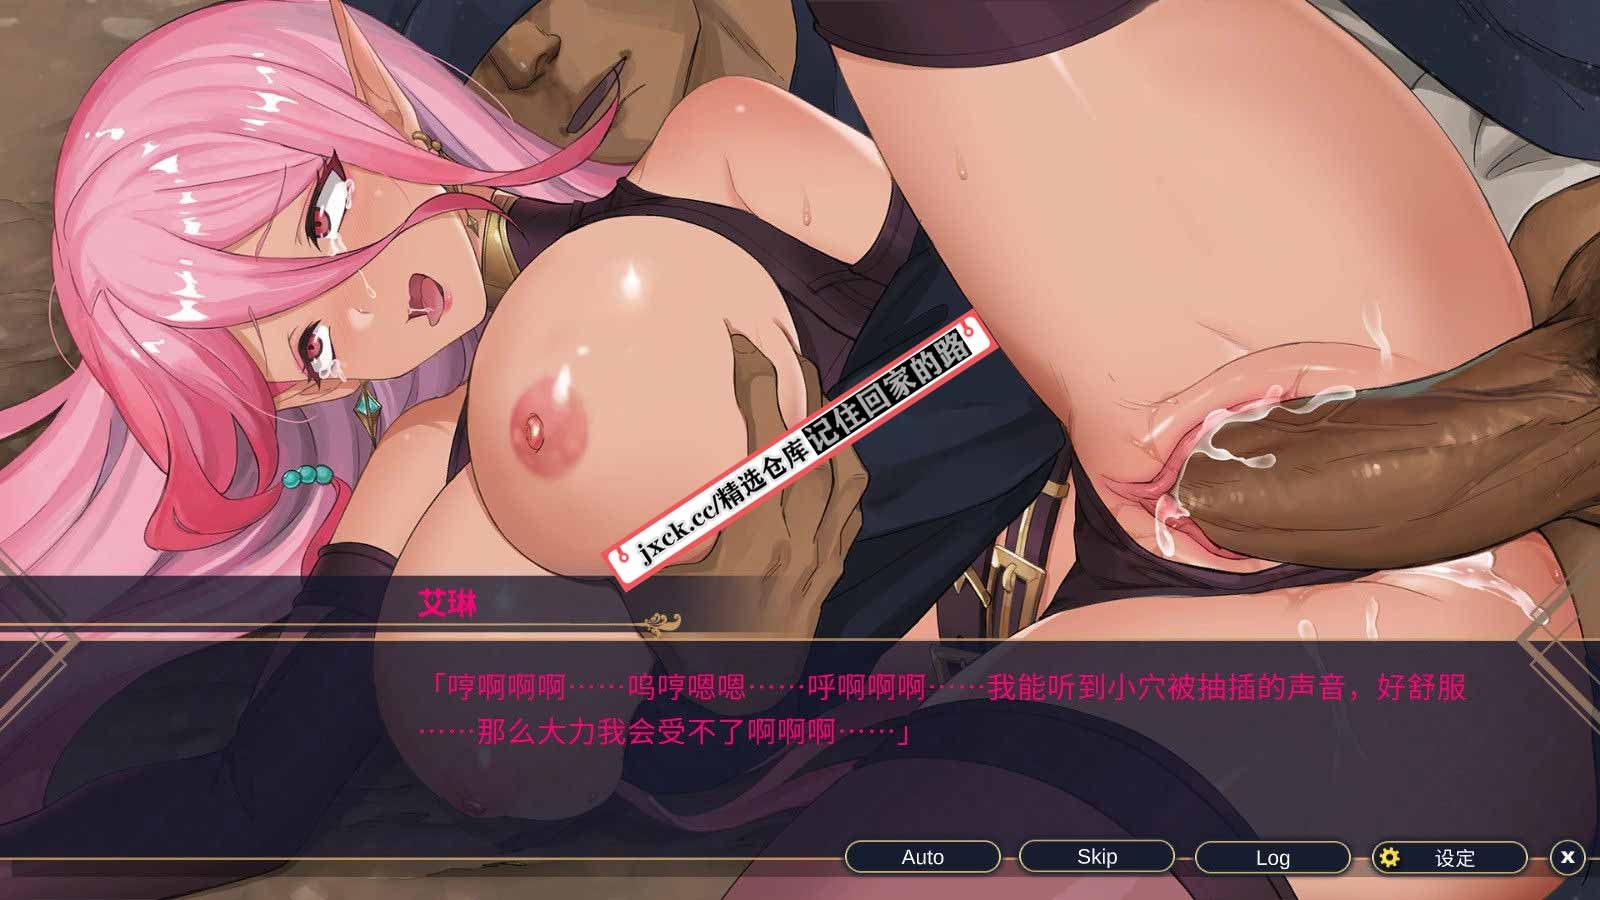 jxck.cc/精选仓库记住回家的路
艾琳
「哼啊啊啊……呜哼嗯嗯……呼啊啊啊……我能听到小穴被抽插的声音，好舒服
……那么大力我会受不了啊啊啊……」
Auto
Skip
Log
设定
X